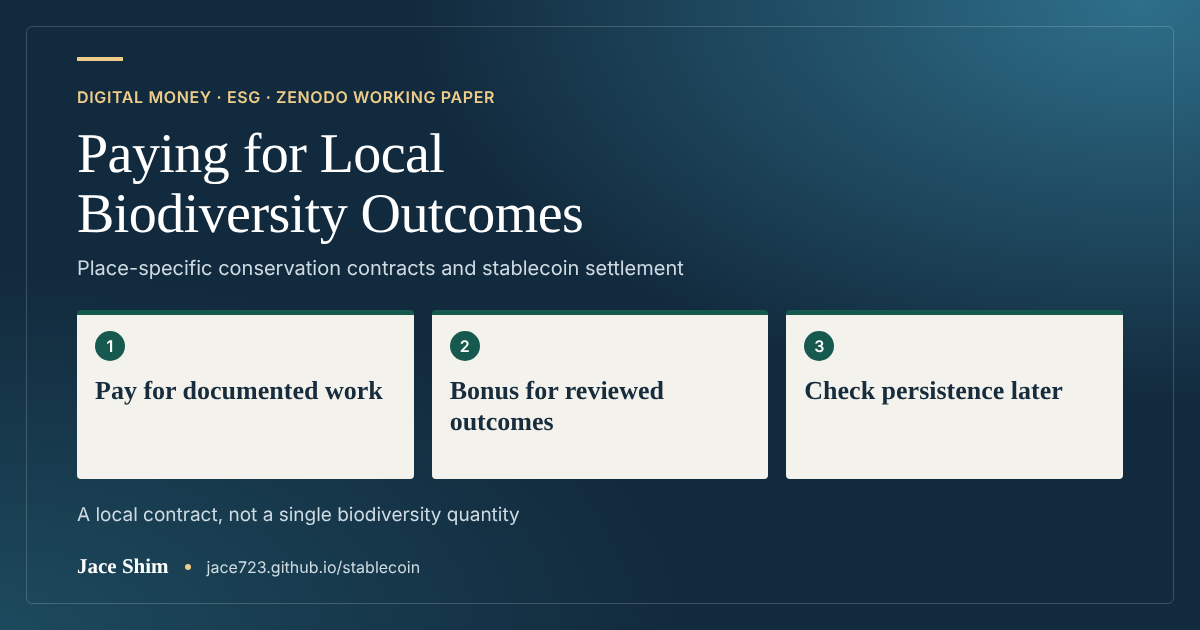 DIGITAL MONEY · ESG · ZENODO WORKING PAPER
Paying for Local
Biodiversity Outcomes
Place-specific conservation contracts and stablecoin settlement
1
Pay for documented work
2
Bonus for reviewed
outcomes
3
Check persistence later
A local contract, not a single biodiversity quantity
Jace Shim • jace723.github.io/stablecoin